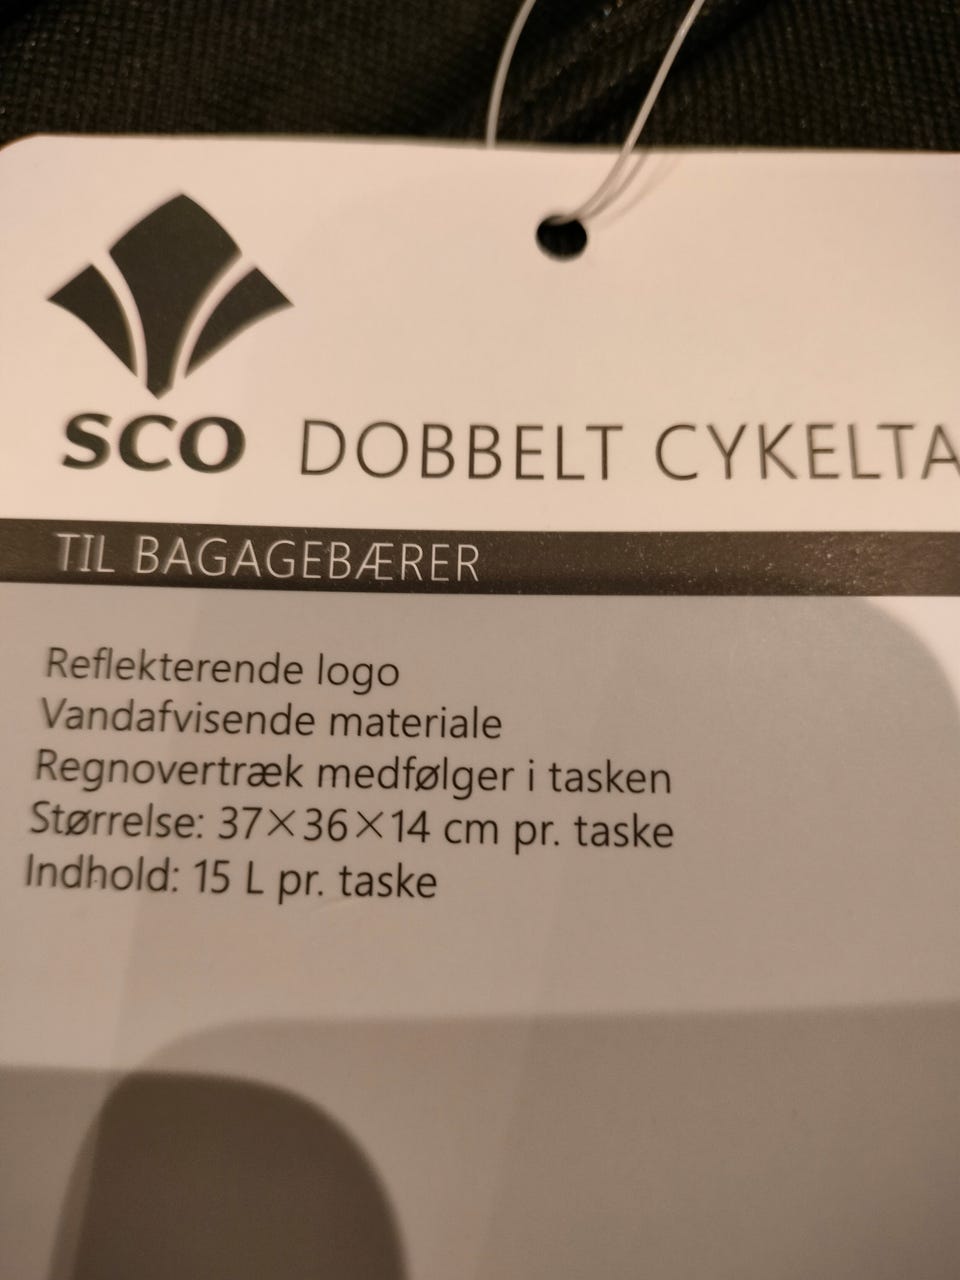 SCO DOBBELT CYKELTA
TIL BAGAGEBÆRER
Reflekterende logo
Vandafvisende materiale
Regnovertræk medfølger i tasken
Størrelse: 37×36×14 cm pr. taske
Indhold: 15 L pr. taske